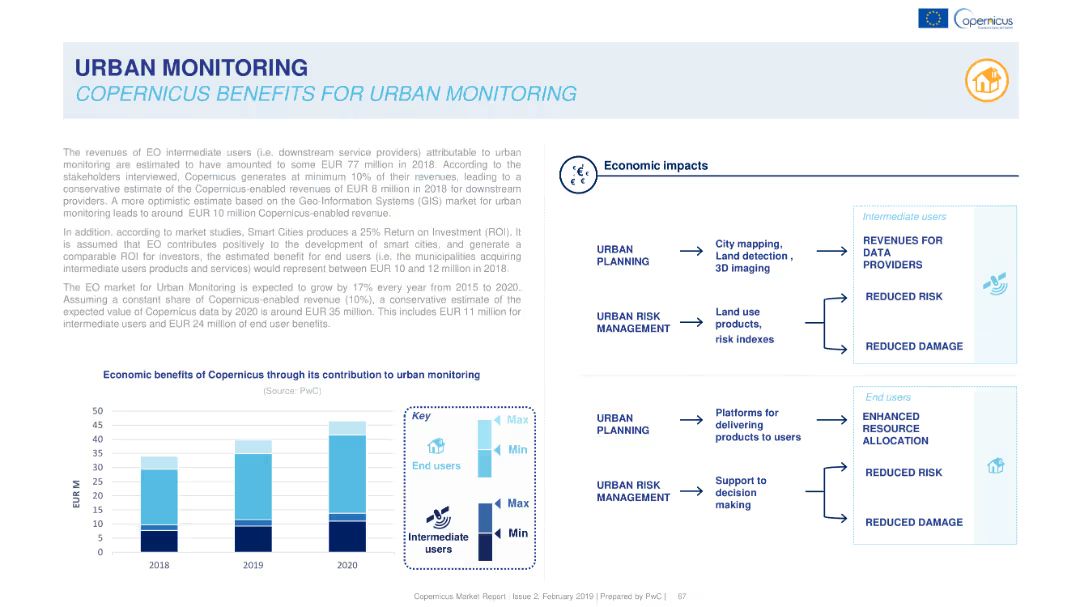 opernicus
URBAN MONITORING
COPERNICUS BENEFITS FOR URBAN MONITORING
The revenues of EO intermediate users (i.e. downstream service providers) attributable to urban
monitoring are estimated to have amounted to some EUR 77 million in 2018. According to the
stakeholders interviewed, Copernicus generates at minimum 10% of their revenues, leading to a
conservative estimate of the Copernicus-enabled revenues of EUR 8 million in 2018 for downstream
providers. A more optimistic estimate based on the Geo-Information Systems (GIS) market for urban
monitoring leads to around EUR 10 million Copernicus-enabled revenue.
In addition, according to market studies, Smart Cities produces a 25% Return on Investment (ROI). It
is assumed that EO contributes positively to the development of smart cities, and generate a
comparable ROI for investors, the estimated benefit for end users (i.e. the municipalities acquiring
intermediate users products and services) would represent between EUR 10 and 12 million in 2018.
The EO market for Urban Monitoring is expected to grow by 17% every year from 2015 to 2020.
Assuming a constant share of Copernicus-enabled revenue (10%), a conservative estimate of the
expected value of Copernicus data by 2020 is around EUR 35 million. This includes EUR 11 million for
intermediate users and EUR 24 million of end user benefits.
Economic benefits of Copernicus through its contribution to urban monitoring
(Source: PwC)
EUR M
50
45
40
35
30
25
20
15
10
5
0
2018
2019
2020
Key
Max
Min
End users
Max
Min
Intermediate
users
Economic impacts
Intermediate users
URBAN
PLANNING
City mapping,
Land detection ,
3D imaging
REVENUES FOR
DATA
PROVIDERS
URBAN RISK
MANAGEMENT
Land use
products,
risk indexes
REDUCED RISK
REDUCED DAMAGE
End users
URBAN
PLANNING
Platforms for
delivering
products to users
ENHANCED
RESOURCE
ALLOCATION
URBAN RISK
MANAGEMENT
Support to
decision
making
REDUCED RISK
REDUCED DAMAGE
Copernicus Market Report | Issue 2, February 2019 | Prepared by PwC | 67